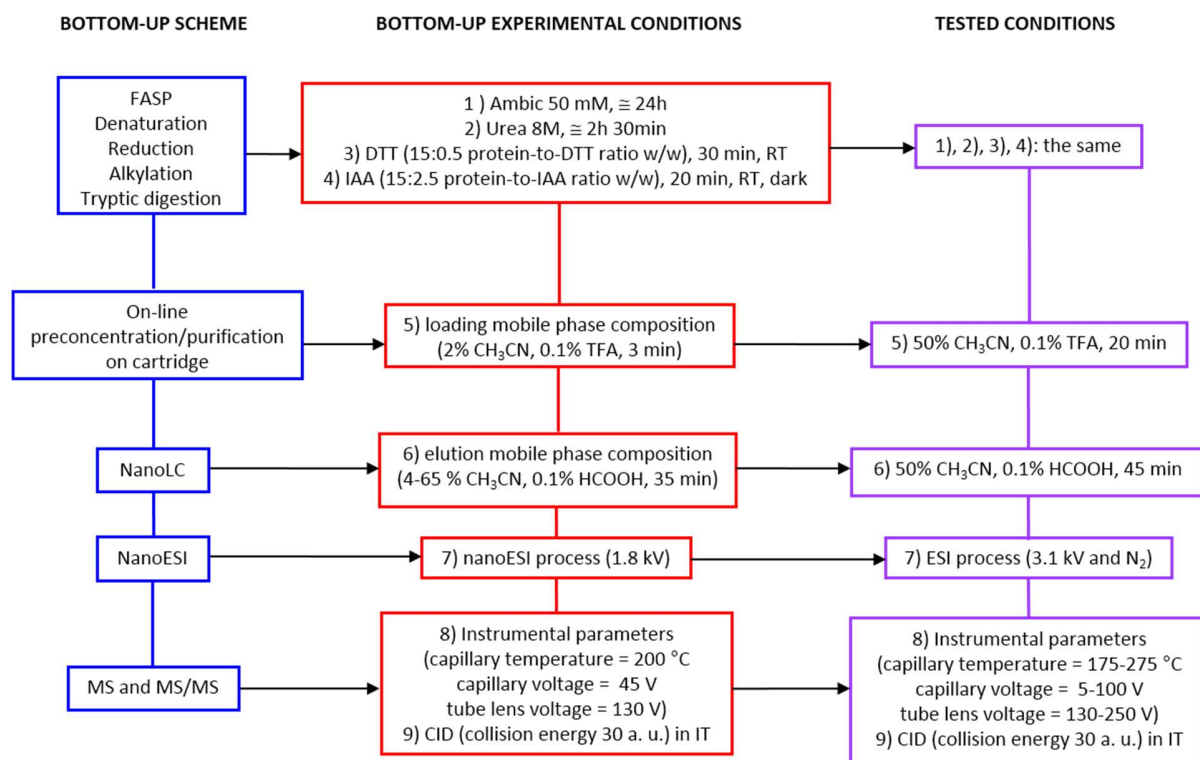 BOTTOM-UP SCHEME
BOTTOM-UP EXPERIMENTAL CONDITIONS
TESTED CONDITIONS
FASP
Denaturation
Reduction
Alkylation
Tryptic digestion
1 ) Ambic 50 mM, ≅ 24h
2) Urea 8M, ≅ 2h 30min
3) DTT (15:0.5 protein-to-DTT ratio w/w), 30 min, RT
4) IAA (15:2.5 protein-to-IAA ratio w/w), 20 min, RT, dark
1), 2), 3), 4): the same
On-line
preconcentration/purification
on cartridge
5) loading mobile phase composition
(2% CH₃CN, 0.1% TFA, 3 min)
5) 50% CH₃CN, 0.1% TFA, 20 min
NanoLC
6) elution mobile phase composition
(4-65 % CH₃CN, 0.1% HCOOH, 35 min)
6) 50% CH₃CN, 0.1% HCOOH, 45 min
NanoESI
7) nanoESI process (1.8 kV)
7) ESI process (3.1 kV and N₂)
MS and MS/MS
8) Instrumental parameters
(capillary temperature = 200 °C
capillary voltage = 45 V
tube lens voltage = 130 V)
9) CID (collision energy 30 a. u.) in IT
8) Instrumental parameters
(capillary temperature = 175-275 °C
capillary voltage = 5-100 V
tube lens voltage = 130-250 V)
9) CID (collision energy 30 a. u.) in IT